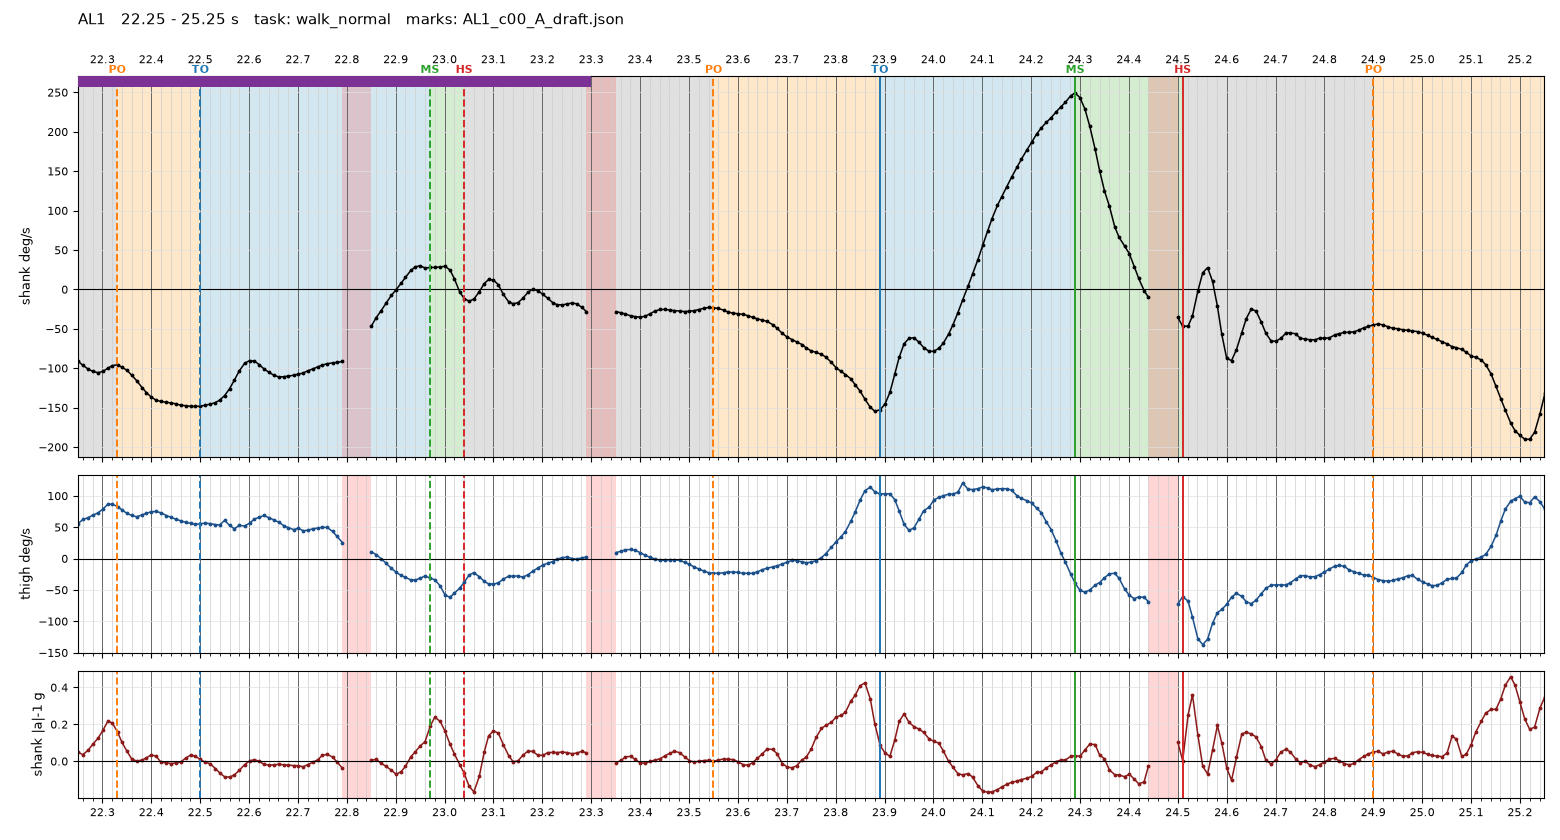 AL1 22.25 - 25.25 s task: walk_normal marks: AL1_c00_A_draft.json
22.3 22.4 22.5 22.6 22.7 22.8 22.9 23.0 23.1 23.2 23.3 23.4 23.5 23.6 23.7 23.8 23.9 24.0 24.1 24.2 24.3 24.4 24.5 24.6 24.7 24.8 24.9 25.0 25.1 25.2
PO TO MS HS PO TO MS HS PO
250
200
150
100
50
0
−50
−100
−150
−200
shank deg/s
100
50
0
−50
−100
−150
thigh deg/s
0.4
0.2
0.0
shank |a|-1 g
22.3 22.4 22.5 22.6 22.7 22.8 22.9 23.0 23.1 23.2 23.3 23.4 23.5 23.6 23.7 23.8 23.9 24.0 24.1 24.2 24.3 24.4 24.5 24.6 24.7 24.8 24.9 25.0 25.1 25.2